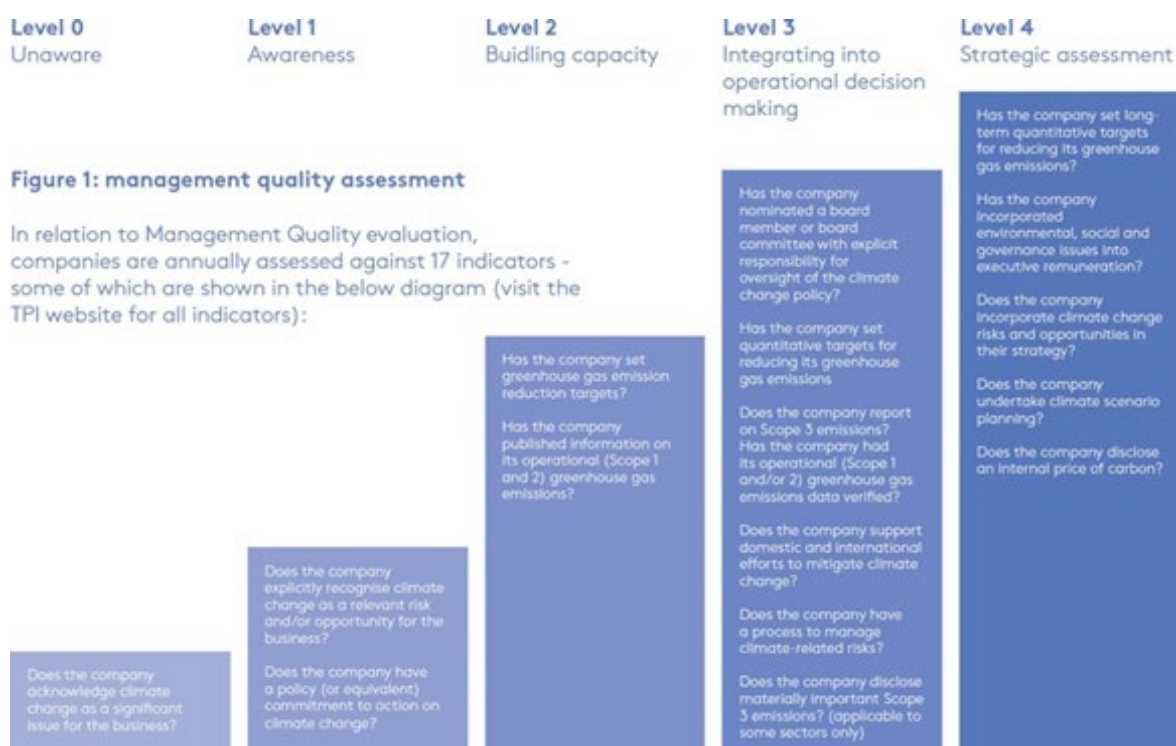 Level 0
Unaware
Level 1
Awareness
Level 2
Buidling capacity
Level 3
Integrating into
operational decision
making
Level 4
Strategic assessment
Figure 1: management quality assessment
In relation to Management Quality evaluation,
companies are annually assessed against 17 indicators -
some of which are shown in the below diagram (visit the
TPI website for all indicators):
Does the company
acknowledge climate
change as a significant
issue for the business?
Does the company
explicitly recognise climate
change as a relevant risk
and/or opportunity for the
business?
Does the company have
a policy (or equivalent)
commitment to action on
climate change?
Has the company set
greenhouse gas emission
reduction targets?
Has the company
published information on
its operational (Scope 1
and 2) greenhouse gas
emissions?
Has the company
nominated a board
member or board
committee with explicit
responsibility for
oversight of the climate
change policy?
Has the company set
quantitative targets for
reducing its greenhouse
gas emissions
Does the company report
on Scope 3 emissions?
Has the company had
its operational (Scope 1
and/or 2) greenhouse gas
emissions data verified?
Does the company support
domestic and international
efforts to mitigate climate
change?
Does the company have
a process to manage
climate-related risks?
Does the company disclose
materially important Scope
3 emissions? (applicable to
some sectors only)
Has the company set long-
term quantitative targets
for reducing its greenhouse
gas emissions?
Has the company
incorporated
environmental, social and
governance issues into
executive remuneration?
Does the company
incorporate climate change
risks and opportunities in
their strategy?
Does the company
undertake climate scenario
planning?
Does the company disclose
an internal price of carbon?